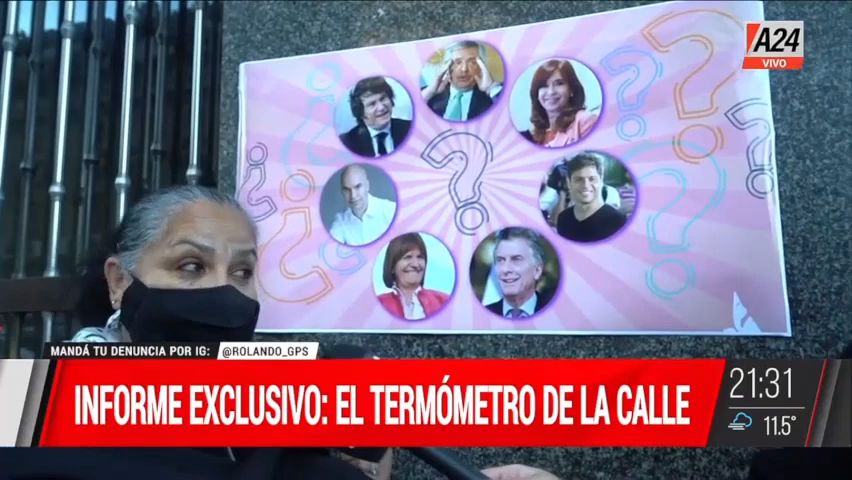 A24
VIVO
MANDÁ TU DENUNCIA POR IG: @ROLANDO_GPS
INFORME EXCLUSIVO: EL TERMÓMETRO DE LA CALLE
21:31
11.5°